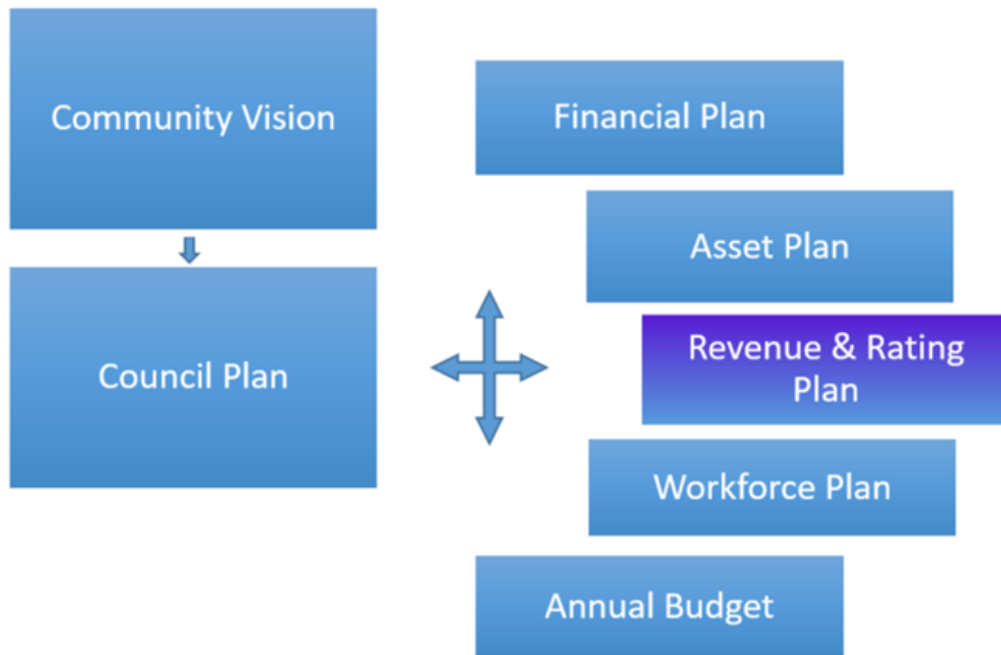 Community Vision
Council Plan
Financial Plan
Asset Plan
Revenue & Rating
Plan
Workforce Plan
Annual Budget